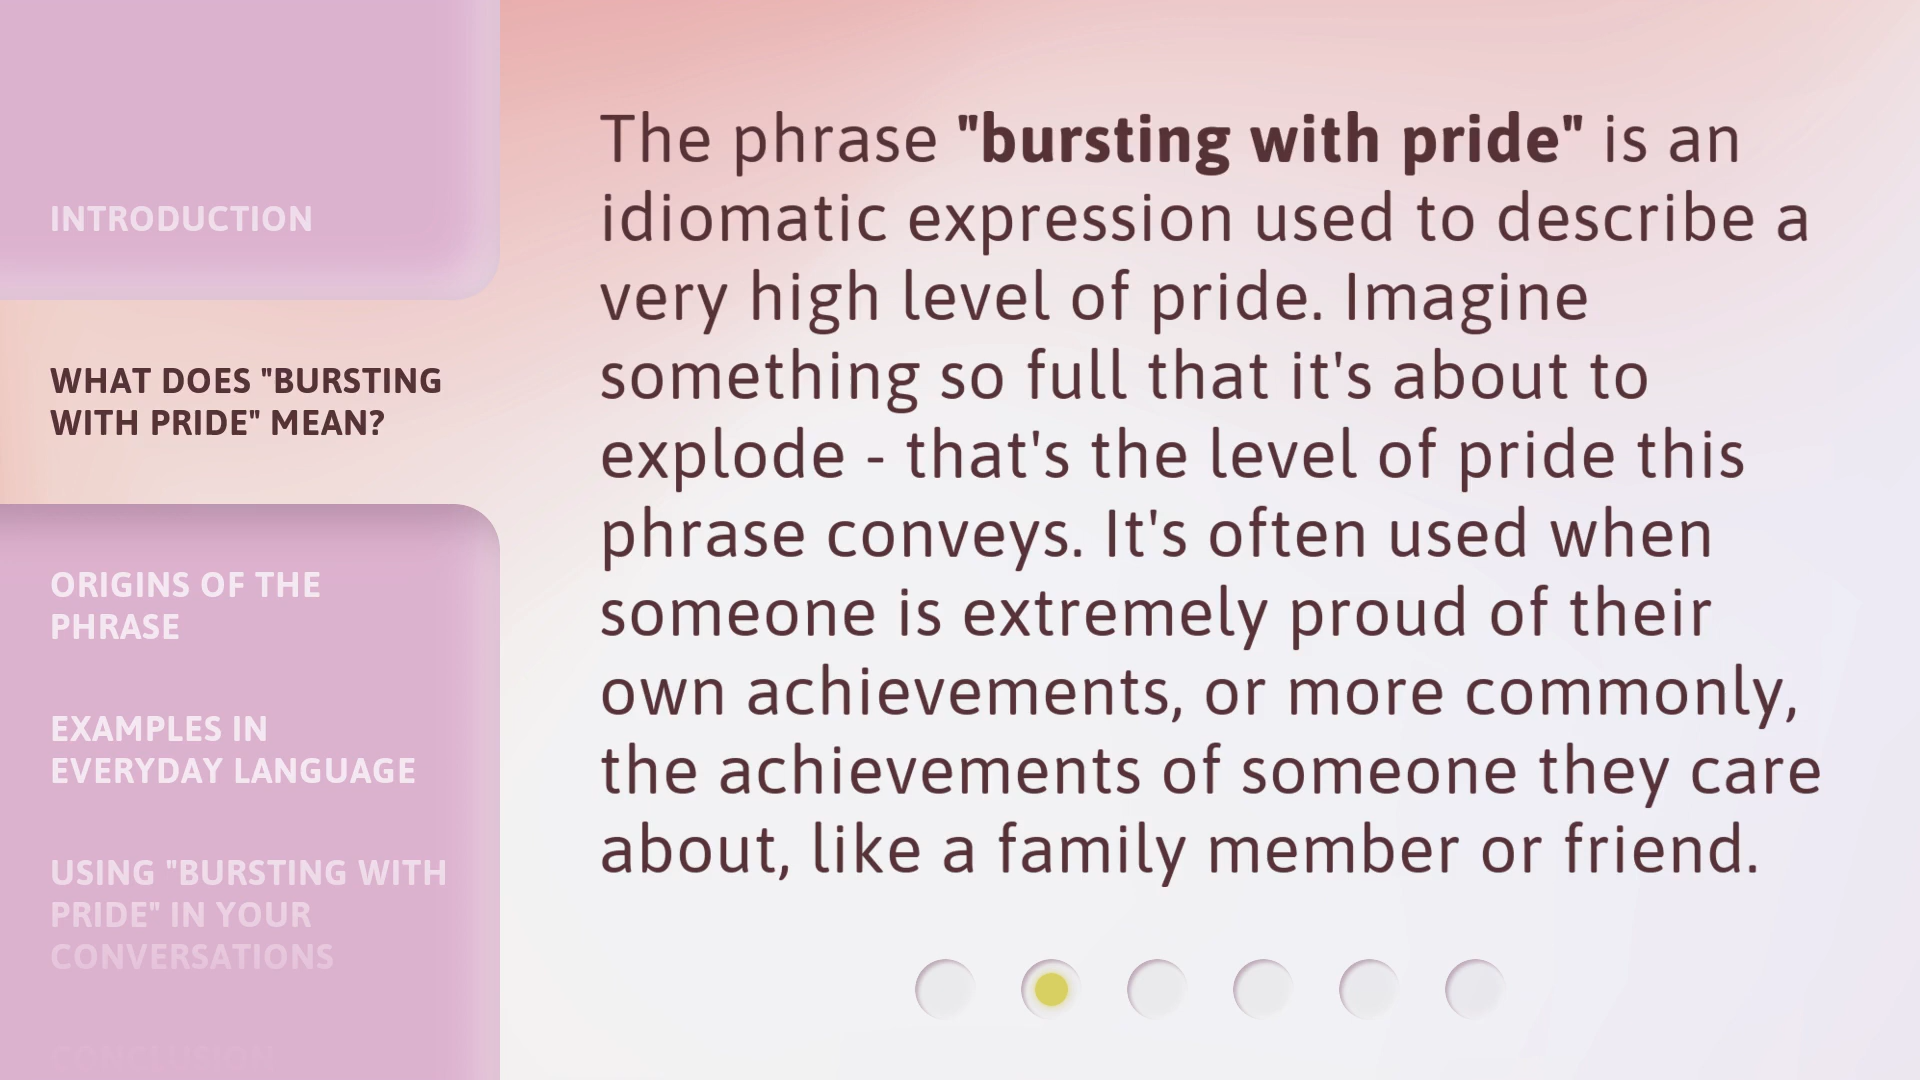 INTRODUCTION
WHAT DOES "BURSTING
WITH PRIDE" MEAN?
ORIGINS OF THE
PHRASE
EXAMPLES IN
EVERYDAY LANGUAGE
USING "BURSTING WITH
PRIDE" IN YOUR
CONVERSATIONS
CONCLUSION
The phrase "bursting with pride" is an
idiomatic expression used to describe a
very high level of pride. Imagine
something so full that it's about to
explode - that's the level of pride this
phrase conveys. It's often used when
someone is extremely proud of their
own achievements, or more commonly,
the achievements of someone they care
about, like a family member or friend.